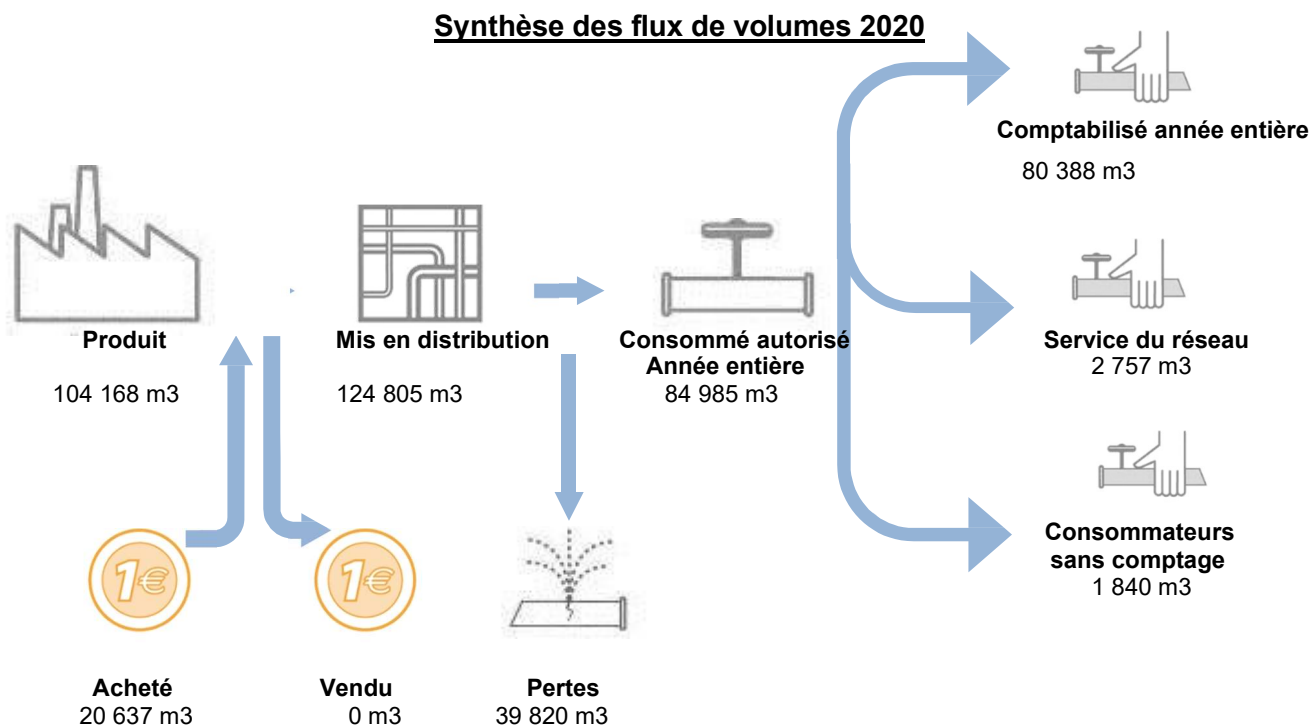 Synthèse des flux de volumes 2020
Comptabilisé année entière
80 388 m3
Produit
104 168 m3
Mis en distribution
124 805 m3
Consommé autorisé
Année entière
84 985 m3
Service du réseau
2 757 m3
Consommateurs
sans comptage
1 840 m3
1€
1€
Acheté
20 637 m3
Vendu
0 m3
Pertes
39 820 m3